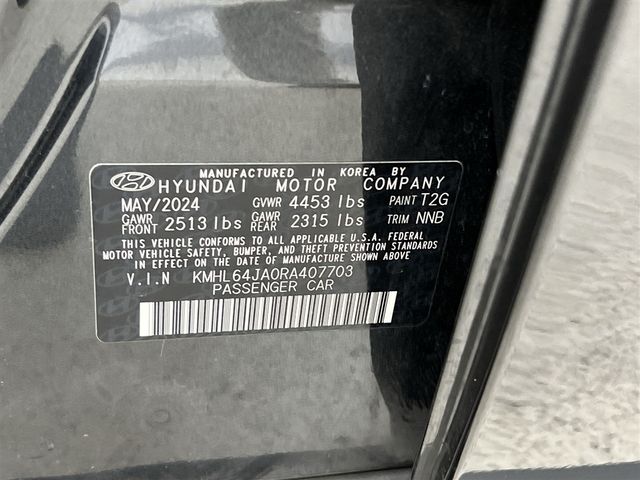 MANUFACTURED IN KOREA BY
HYUNDAI MOTOR COMPANY
MAY/2024 GVWR 4453 lbs PAINT T2G
GAWR FRONT 2513 lbs GAWR REAR 2315 lbs TRIM NNB
THIS VEHICLE CONFORMS TO ALL APPLICABLE U.S.A. FEDERAL
MOTOR VEHICLE SAFETY, BUMPER, AND THEFT PREVENTION STANDARDS
IN EFFECT ON THE DATE OF MANUFACTURE SHOWN ABOVE
V.I.N KMHL64JA0RA407703
PASSENGER CAR